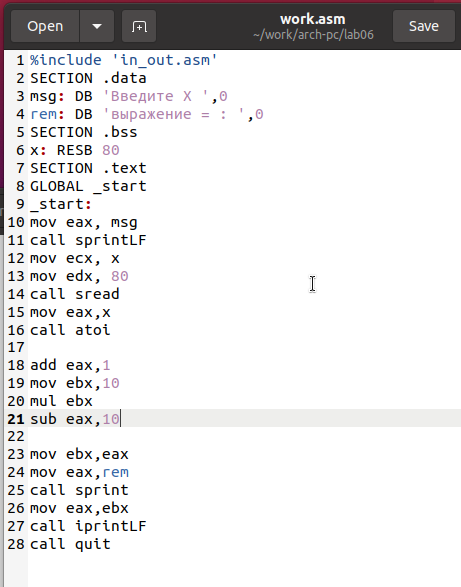 Open
work.asm
~/work/arch-pc/lab06
Save
1 %include 'in_out.asm'
2 SECTION .data
3 msg: DB 'Введите X ',0
4 rem: DB 'выражение = : ',0
5 SECTION .bss
6 x: RESB 80
7 SECTION .text
8 GLOBAL _start
9 _start:
10 mov eax, msg
11 call sprintLF
12 mov ecx, x
13 mov edx, 80
14 call sread
15 mov eax,x
16 call atoi
17
18 add eax,1
19 mov ebx,10
20 mul ebx
21 sub eax,10
22
23 mov ebx,eax
24 mov eax,rem
25 call sprint
26 mov eax,ebx
27 call iprintLF
28 call quit